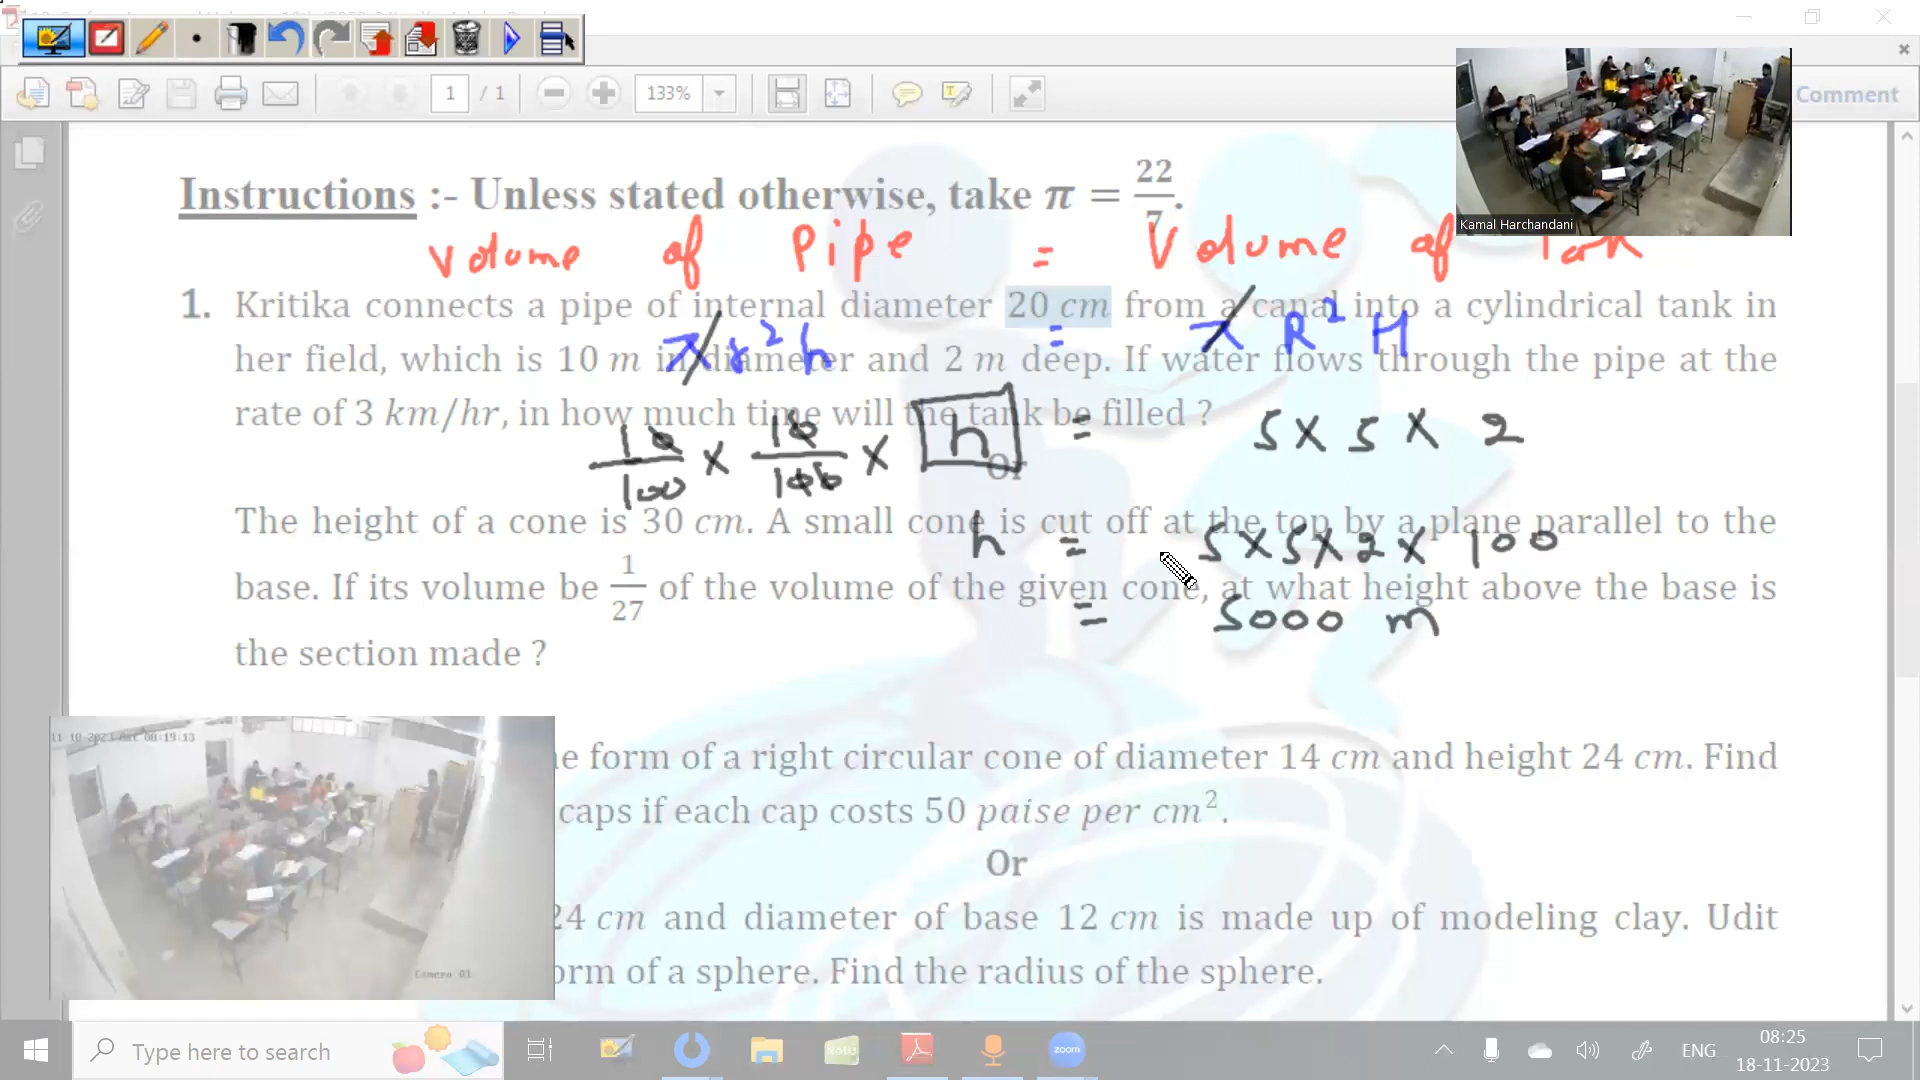 1 / 1
133%
Comment
Kamal Harchandani
Instructions :- Unless stated otherwise, take π = 22/7.
Volume of Pipe = Volume of Tank
1. Kritika connects a pipe of internal diameter 20 cm from a canal into a cylindrical tank in
πr²h = πR²H
her field, which is 10 m in diameter and 2 m deep. If water flows through the pipe at the
rate of 3 km/hr, in how much time will the tank be filled ?
10/100 × 10/100 × h = 5 × 5 × 2
Or
The height of a cone is 30 cm. A small cone is cut off at the top by a plane parallel to the
h = 5 × 5 × 2 × 100
base. If its volume be 1/27 of the volume of the given cone, at what height above the base is
= 5000 m
the section made ?
he form of a right circular cone of diameter 14 cm and height 24 cm. Find
caps if each cap costs 50 paise per cm².
Or
24 cm and diameter of base 12 cm is made up of modeling clay. Udit
orm of a sphere. Find the radius of the sphere.
Camera 01
Type here to search
zoom
ENG
08:25
18-11-2023